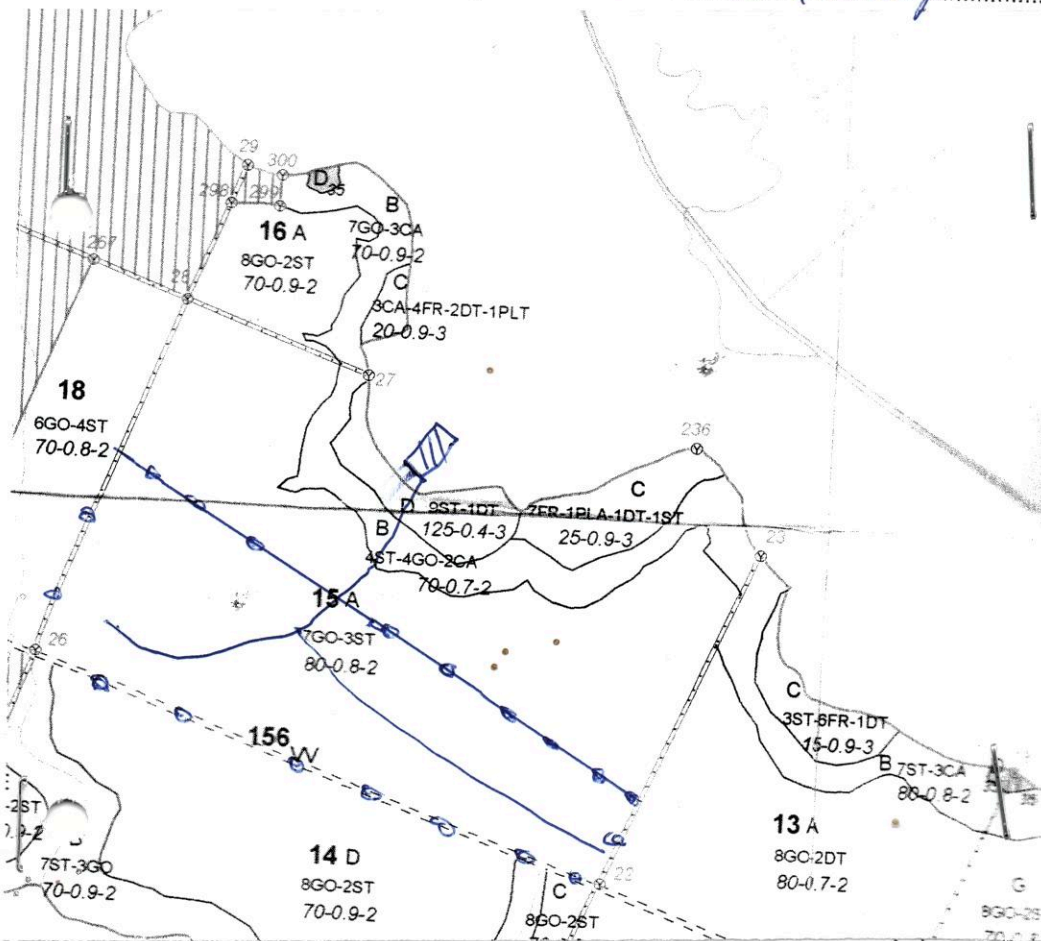 29
300
298
299
D
35
B
16 A
7GO-3CA
8GO-2ST
70-0.9-2
70-0.9-2
267
28
C
3CA-4FR-2DT-1PLT
20-0.9-3
27
18
6GO-4ST
70-0.8-2
236
C
D
9ST-1DT
7FR-1PLA-1DT-1ST
125-0.4-3
25-0.9-3
B
4ST-4GO-2CA
70-0.7-2
23
15 A
7GO-3ST
80-0.8-2
26
C
3ST-6FR-1DT
15-0.9-3
B
7ST-3CA
80-0.8-2
156
W
-2ST
7ST-3GO
70-0.9-2
14 D
8GO-2ST
70-0.9-2
22
C
8GO-2ST
13 A
8GO-2DT
80-0.7-2
G